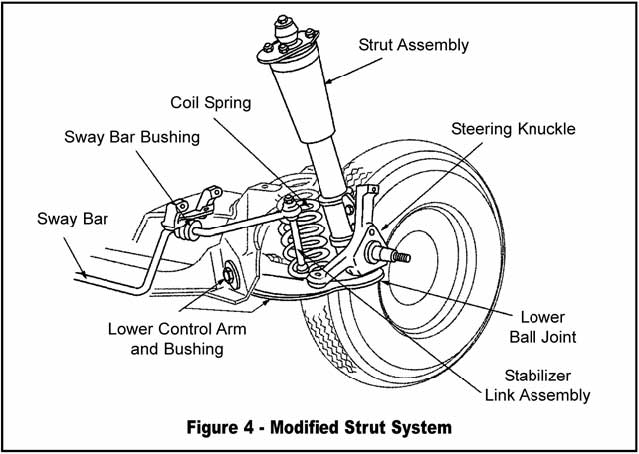 Strut Assembly
Coil Spring
Sway Bar Bushing
Steering Knuckle
Sway Bar
Lower Control Arm
and Bushing
Lower
Ball Joint
Stabilizer
Link Assembly
Figure 4 - Modified Strut System